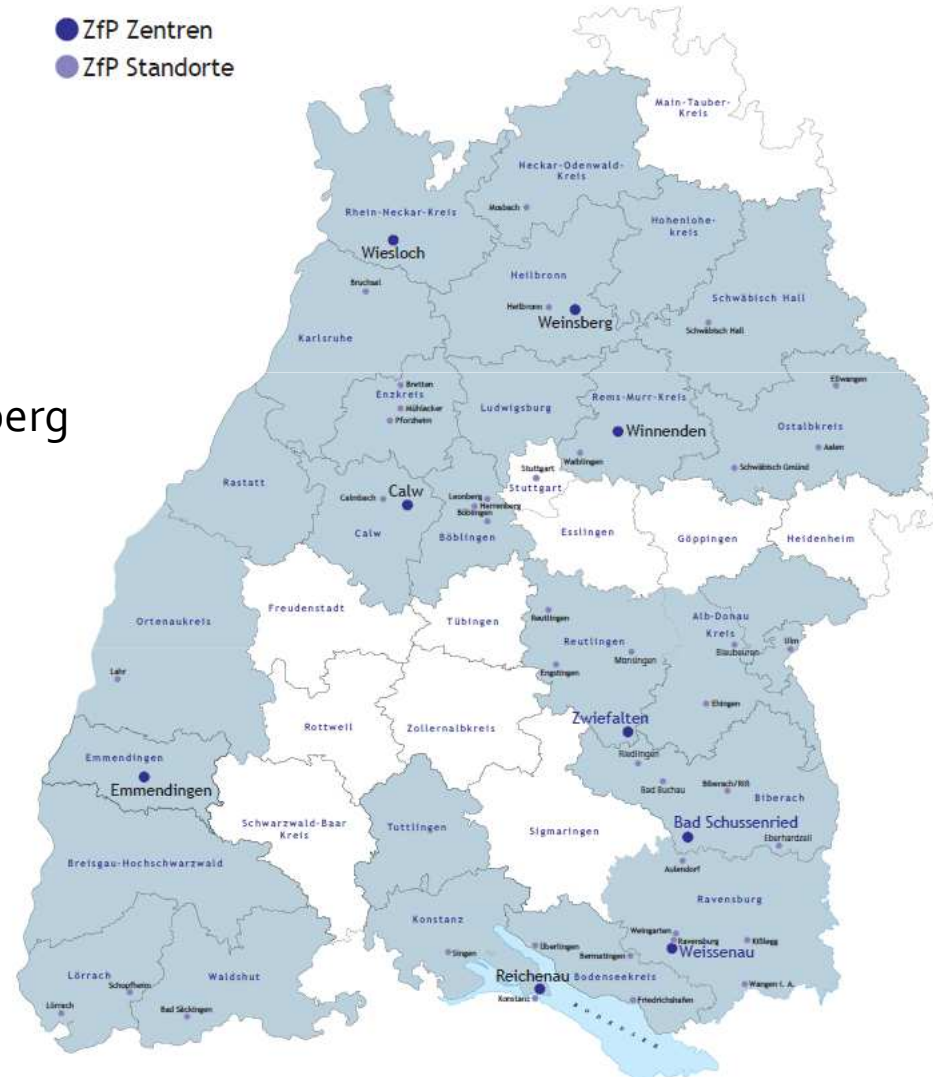 ZfP Zentren
ZfP Standorte
Main-Tauber-
Kreis
Neckar-Odenwald-
Kreis
Mosbach
Rhein-Neckar-Kreis
Hohenlohe-
kreis
Wiesloch
Heilbronn
Bruchsal
Schwäbisch Hall
Heilbronn
Weinsberg
Schwäbisch Hall
Karlsruhe
Bretten
Enzkreis
Mühlacker
Pforzheim
Ludwigsburg
Rems-Murr-Kreis
Ellwangen
berg
Winnenden
Ostalbkreis
Aalen
Waiblingen
Schwäbisch Gmünd
Stuttgart
Stuttgart
Rastatt
Calw
Calmbach
Leonberg
Herrenberg
Böblingen
Calw
Böblingen
Esslingen
Göppingen
Heidenheim
Freudenstadt
Tübingen
Reutlingen
Alb-Donau
Kreis
Ortenaukreis
Reutlingen
Blaubeuren
Ulm
Münsingen
Engstingen
Lahr
Ehingen
Rottweil
Zollernalbkreis
Zwiefalten
Emmendingen
Riedlingen
Emmendingen
Bad Buchau
Biberach/Riß
Biberach
Schwarzwald-Baar
Kreis
Tuttlingen
Sigmaringen
Bad Schussenried
Eberhardzell
Breisgau-Hochschwarzwald
Aulendorf
Ravensburg
Konstanz
Weingarten
Ravensburg
Kißlegg
Weissenau
Singen
Überlingen
Bermatingen
Lörrach
Waldshut
Reichenau
Bodenseekreis
Schopfheim
Wangen i. A.
Konstanz
Friedrichshafen
Lörrach
Bad Säckingen
BODENSEE